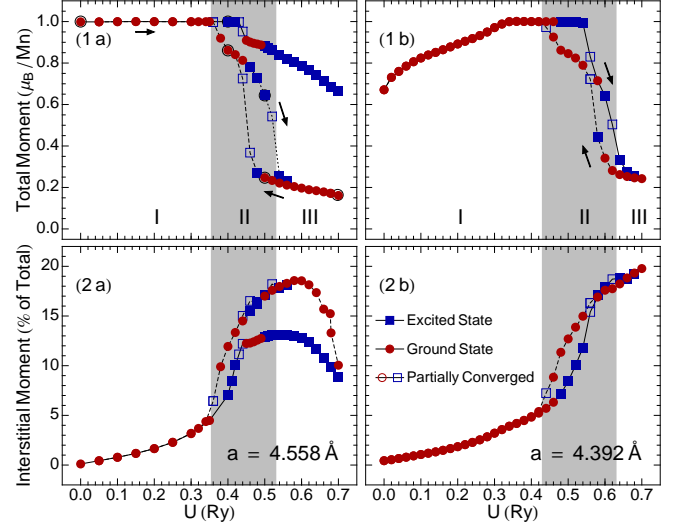 Total Moment (μB / Mn)
1.0
0.8
0.6
0.4
0.2
0.0
(1 a)
I
II
III
(1 b)
I
II
III
Interstitial Moment (% of Total)
20
15
10
5
0
(2 a)
a = 4.558 Å
0.0 0.1 0.2 0.3 0.4 0.5 0.6 0.7
U (Ry)
(2 b)
Excited State
Ground State
Partially Converged
a = 4.392 Å
0.0 0.1 0.2 0.3 0.4 0.5 0.6 0.7
U (Ry)